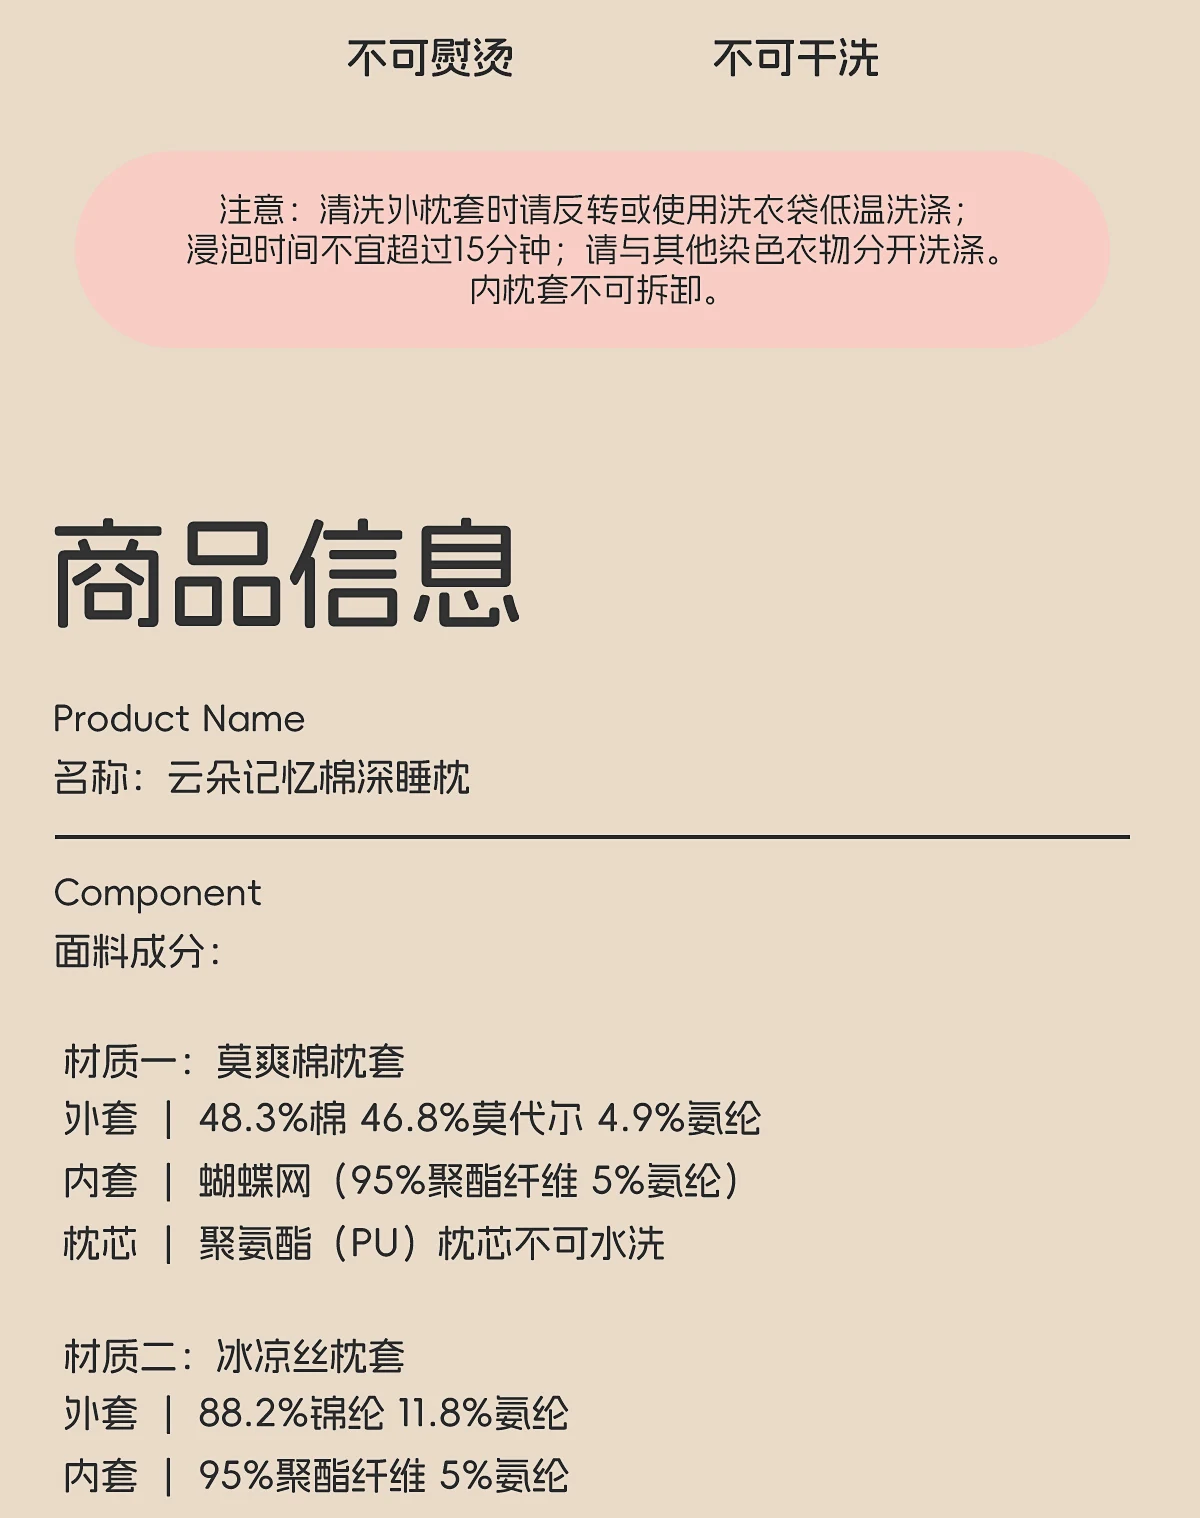 不可熨烫 不可干洗
注意：清洗外枕套时请反转或使用洗衣袋低温洗涤；
浸泡时间不宜超过15分钟；请与其他染色衣物分开洗涤。
内枕套不可拆卸。
商品信息
Product Name
名称：云朵记忆棉深睡枕
Component
面料成分：
材质一：莫爽棉枕套
外套 | 48.3%棉 46.8%莫代尔 4.9%氨纶
内套 | 蝴蝶网（95%聚酯纤维 5%氨纶）
枕芯 | 聚氨酯（PU）枕芯不可水洗
材质二：冰凉丝枕套
外套 | 88.2%锦纶 11.8%氨纶
内套 | 95%聚酯纤维 5%氨纶